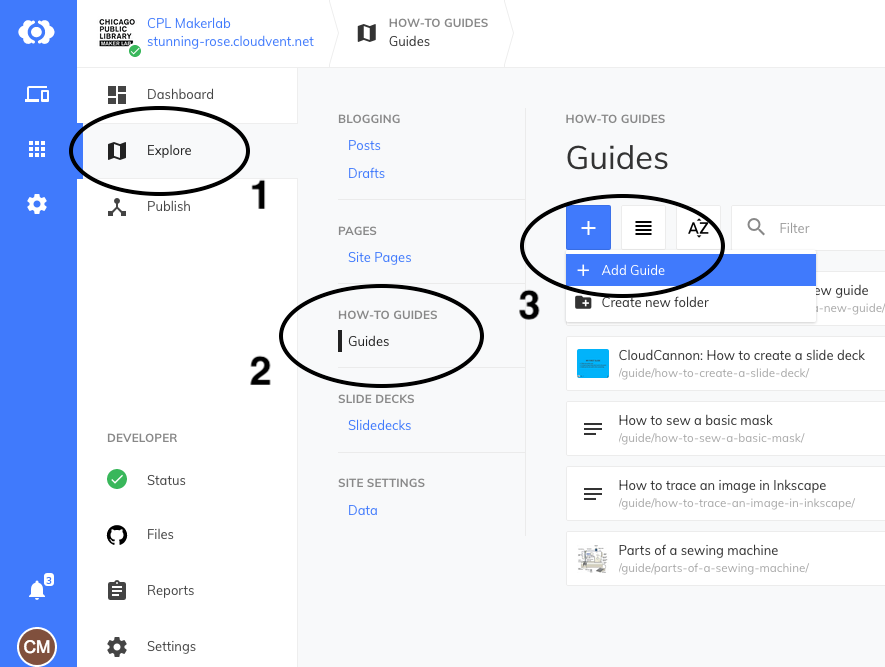 CHICAGO
PUBLIC
LIBRARY
MAKER LAB
CPL Makerlab
stunning-rose.cloudvent.net
HOW-TO GUIDES
Guides
Dashboard
Explore
1
Publish
DEVELOPER
Status
Files
Reports
Settings
3
CM
BLOGGING
Posts
Drafts
PAGES
Site Pages
HOW-TO GUIDES
Guides
2
SLIDE DECKS
Slidedecks
SITE SETTINGS
Data
HOW-TO GUIDES
Guides
AZ
Filter
Add Guide
3
Create new folder
ew guide
a-new-guide/
CloudCannon: How to create a slide deck
/guide/how-to-create-a-slide-deck/
How to sew a basic mask
/guide/how-to-sew-a-basic-mask/
How to trace an image in Inkscape
/guide/how-to-trace-an-image-in-inkscape/
Parts of a sewing machine
/guide/parts-of-a-sewing-machine/